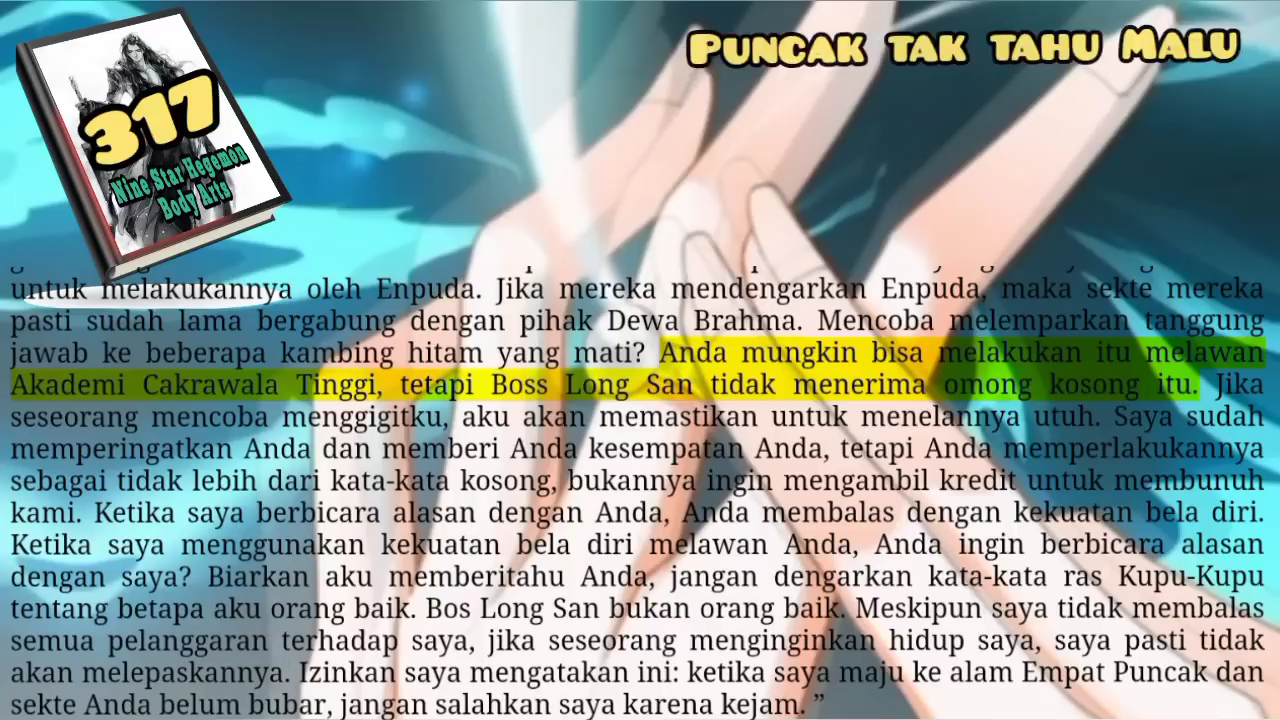 Puncak tak tahu Malu
317
Nine Star Hegemon
Body Arts
untuk melakukannya oleh Enpuda. Jika mereka mendengarkan Enpuda, maka sekte mereka
pasti sudah lama bergabung dengan pihak Dewa Brahma. Mencoba melemparkan tanggung
jawab ke beberapa kambing hitam yang mati? Anda mungkin bisa melakukan itu melawan
Akademi Cakrawala Tinggi, tetapi Boss Long San tidak menerima omong kosong itu. Jika
seseorang mencoba menggigitku, aku akan memastikan untuk menelannya utuh. Saya sudah
memperingatkan Anda dan memberi Anda kesempatan Anda, tetapi Anda memperlakukannya
sebagai tidak lebih dari kata-kata kosong, bukannya ingin mengambil kredit untuk membunuh
kami. Ketika saya berbicara alasan dengan Anda, Anda membalas dengan kekuatan bela diri.
Ketika saya menggunakan kekuatan bela diri melawan Anda, Anda ingin berbicara alasan
dengan saya? Biarkan aku memberitahu Anda, jangan dengarkan kata-kata ras Kupu-Kupu
tentang betapa aku orang baik. Bos Long San bukan orang baik. Meskipun saya tidak membalas
semua pelanggaran terhadap saya, jika seseorang menginginkan hidup saya, saya pasti tidak
akan melepaskannya. Izinkan saya mengatakan ini: ketika saya maju ke alam Empat Puncak dan
sekte Anda belum bubar, jangan salahkan saya karena kejam. ”